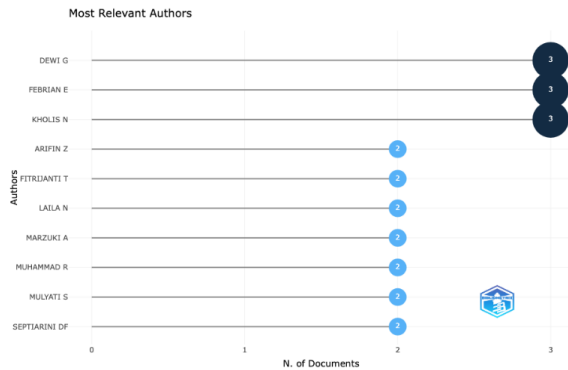 Most Relevant Authors
DEWI G
3
FEBRIAN E
3
KHOLIS N
3
ARIFIN Z
2
FITRIJANTI T
2
LAILA N
2
MARZUKI A
2
MUHAMMAD R
2
MULYATI S
2
SEPTIARINI DF
2
Authors
0 1 2 3
N. of Documents